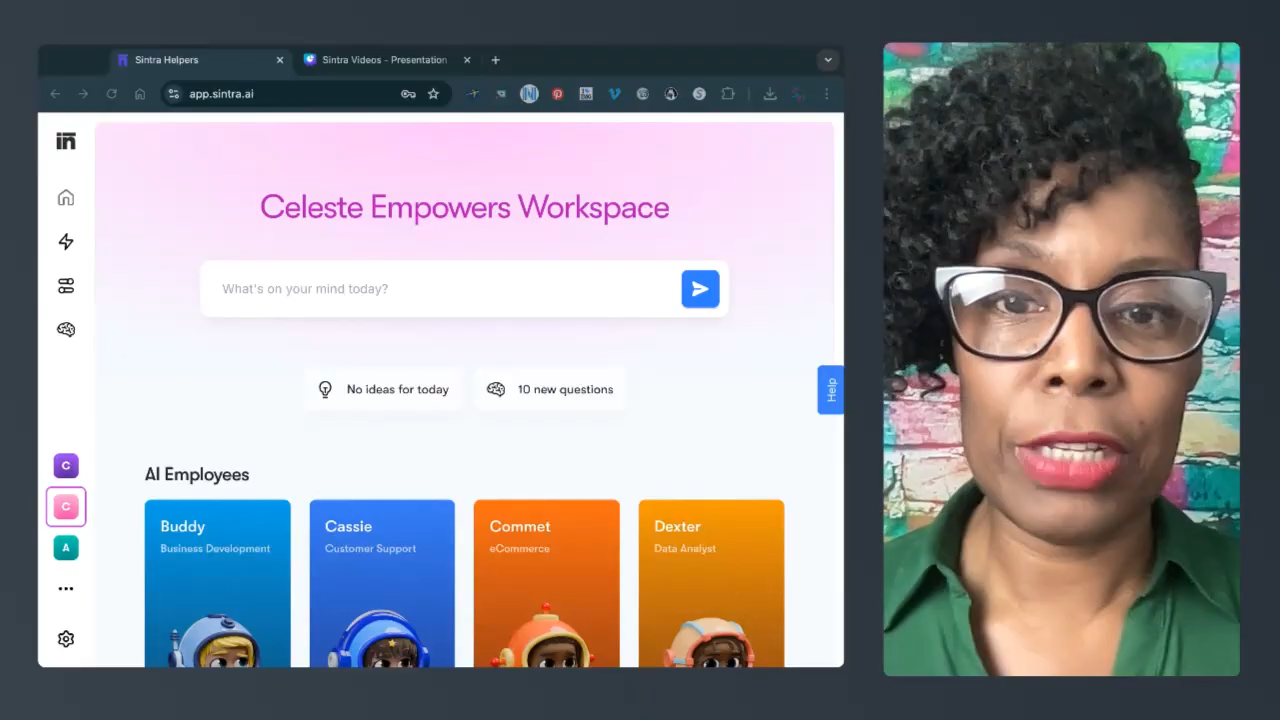 Sintra Helpers
Sintra Videos - Presentation
app.sintra.ai
Celeste Empowers Workspace
What's on your mind today?
No ideas for today
10 new questions
Help
AI Employees
Buddy
Business Development
Cassie
Customer Support
Commet
eCommerce
Dexter
Data Analyst
C
C
A